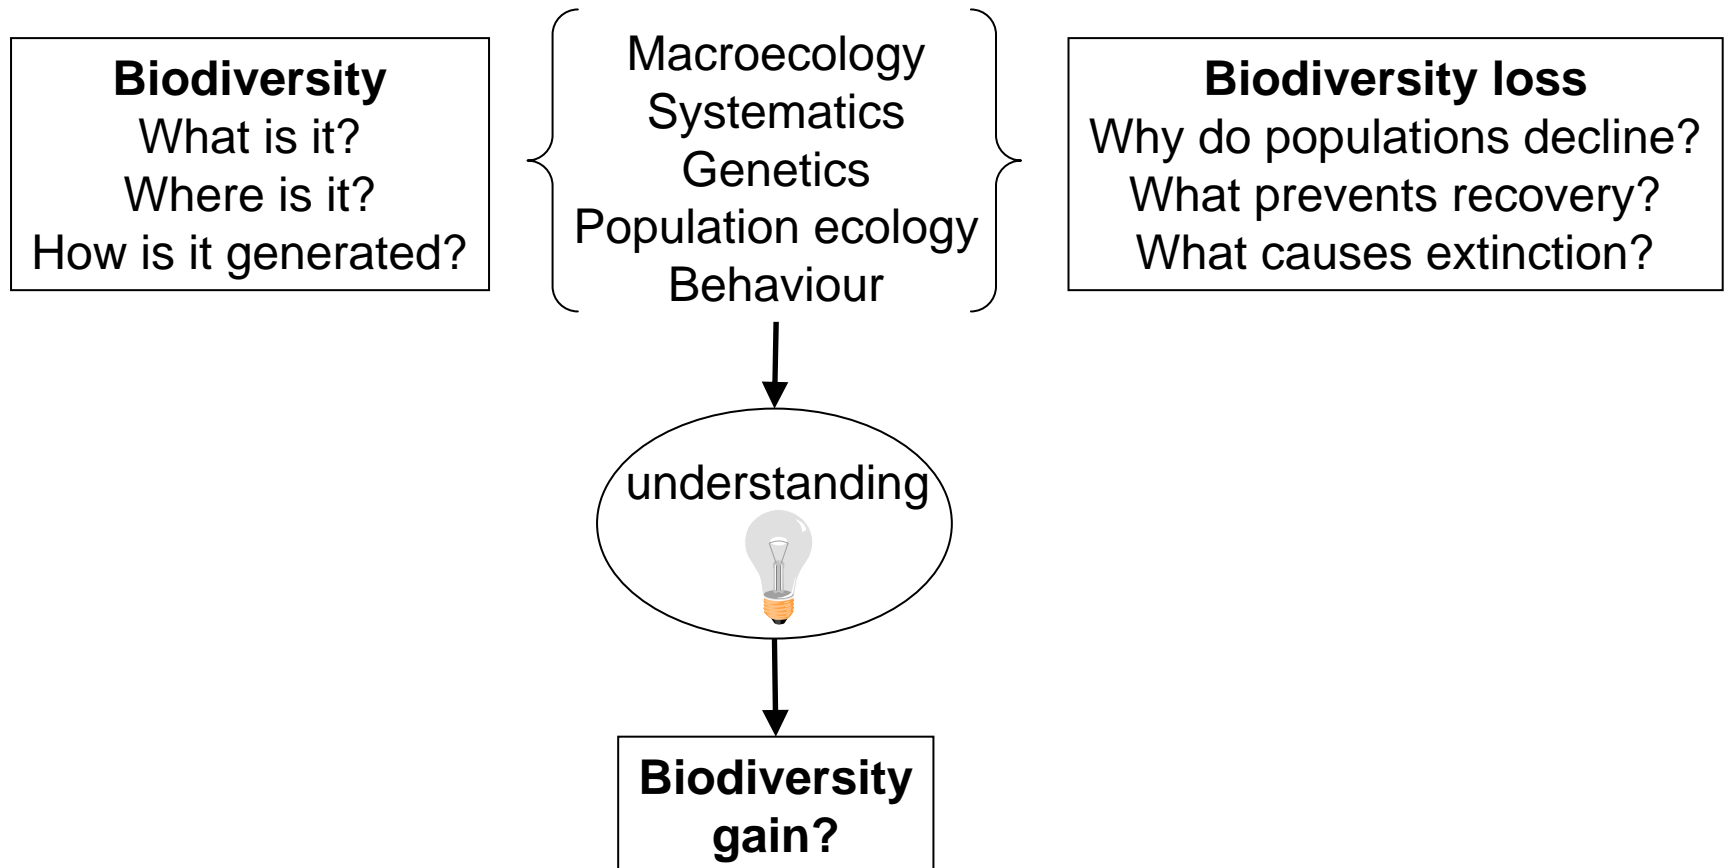 Biodiversity
What is it?
Where is it?
How is it generated?
Macroecology
Systematics
Genetics
Population ecology
Behaviour
Biodiversity loss
Why do populations decline?
What prevents recovery?
What causes extinction?
understanding
Biodiversity
gain?